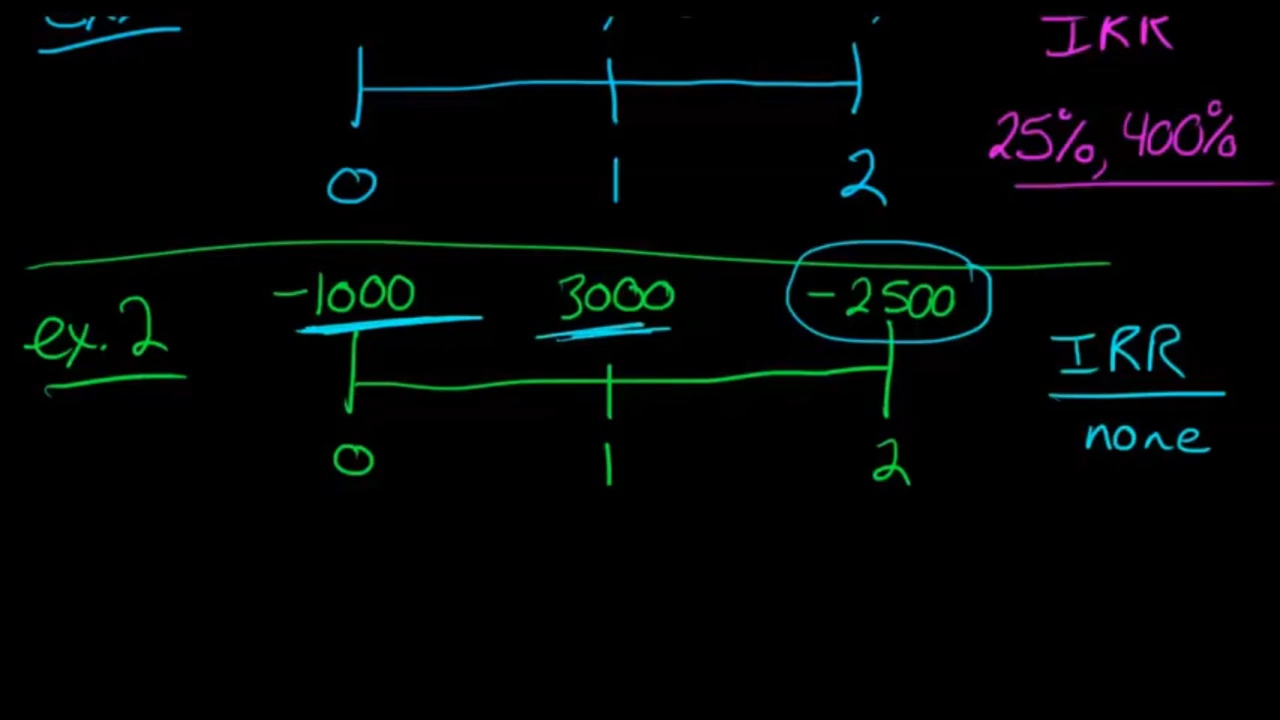 IRR
25%, 400%
0 1 2
-1000 3000 -2500
ex. 2
IRR
none
0 1 2